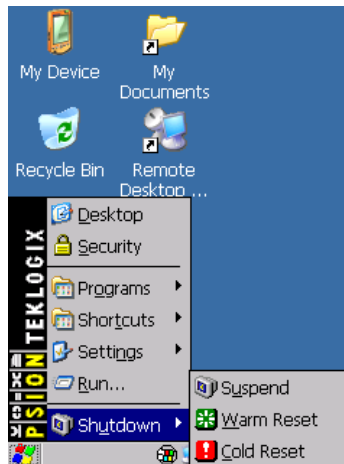 My Device
My
Documents
Recycle Bin
Remote
Desktop ...
PSION TEKLOGIX
Desktop
Security
Programs
Shortcuts
Settings
Run...
Shutdown
Suspend
Warm Reset
Cold Reset